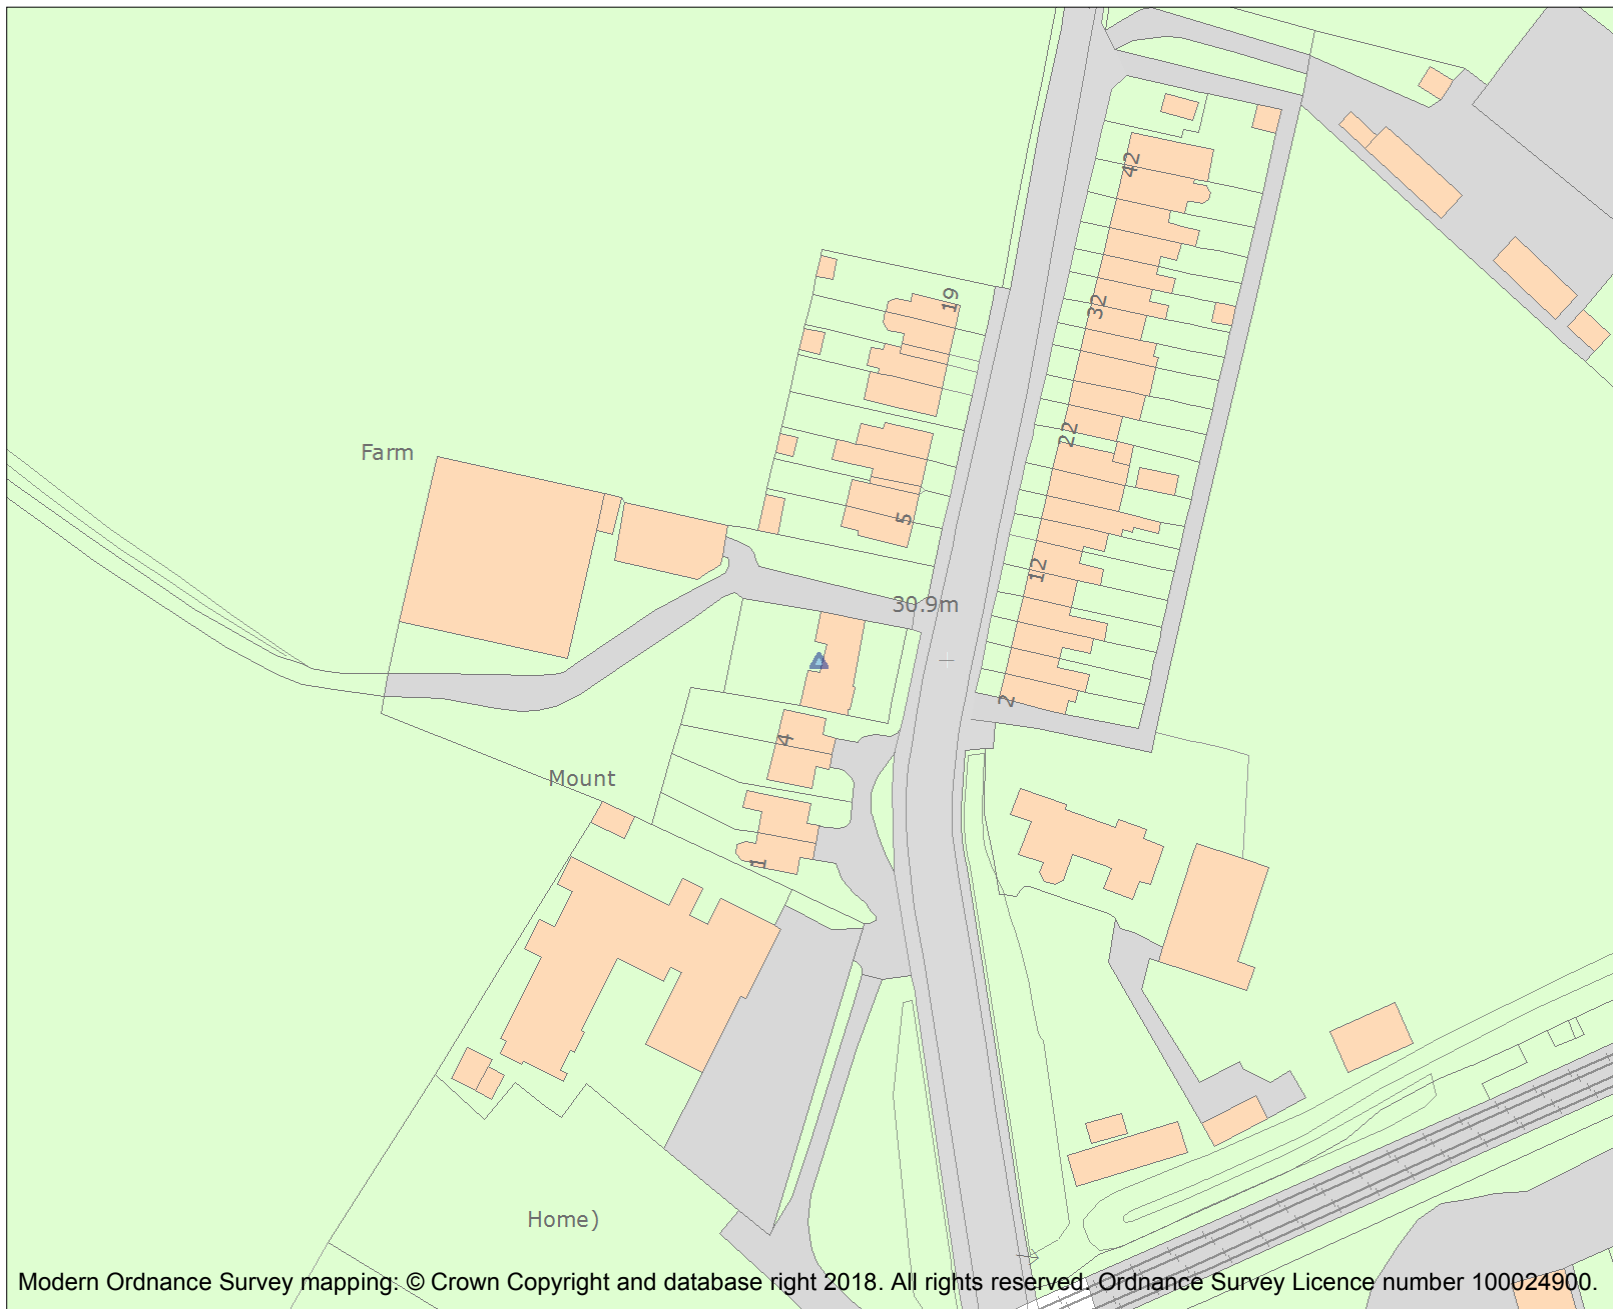 42
19
32
22
Farm
5
12
30.9m
2
4
Mount
1
Home)
Modern Ordnance Survey mapping: © Crown Copyright and database right 2018. All rights reserved. Ordnance Survey Licence number 100024900.